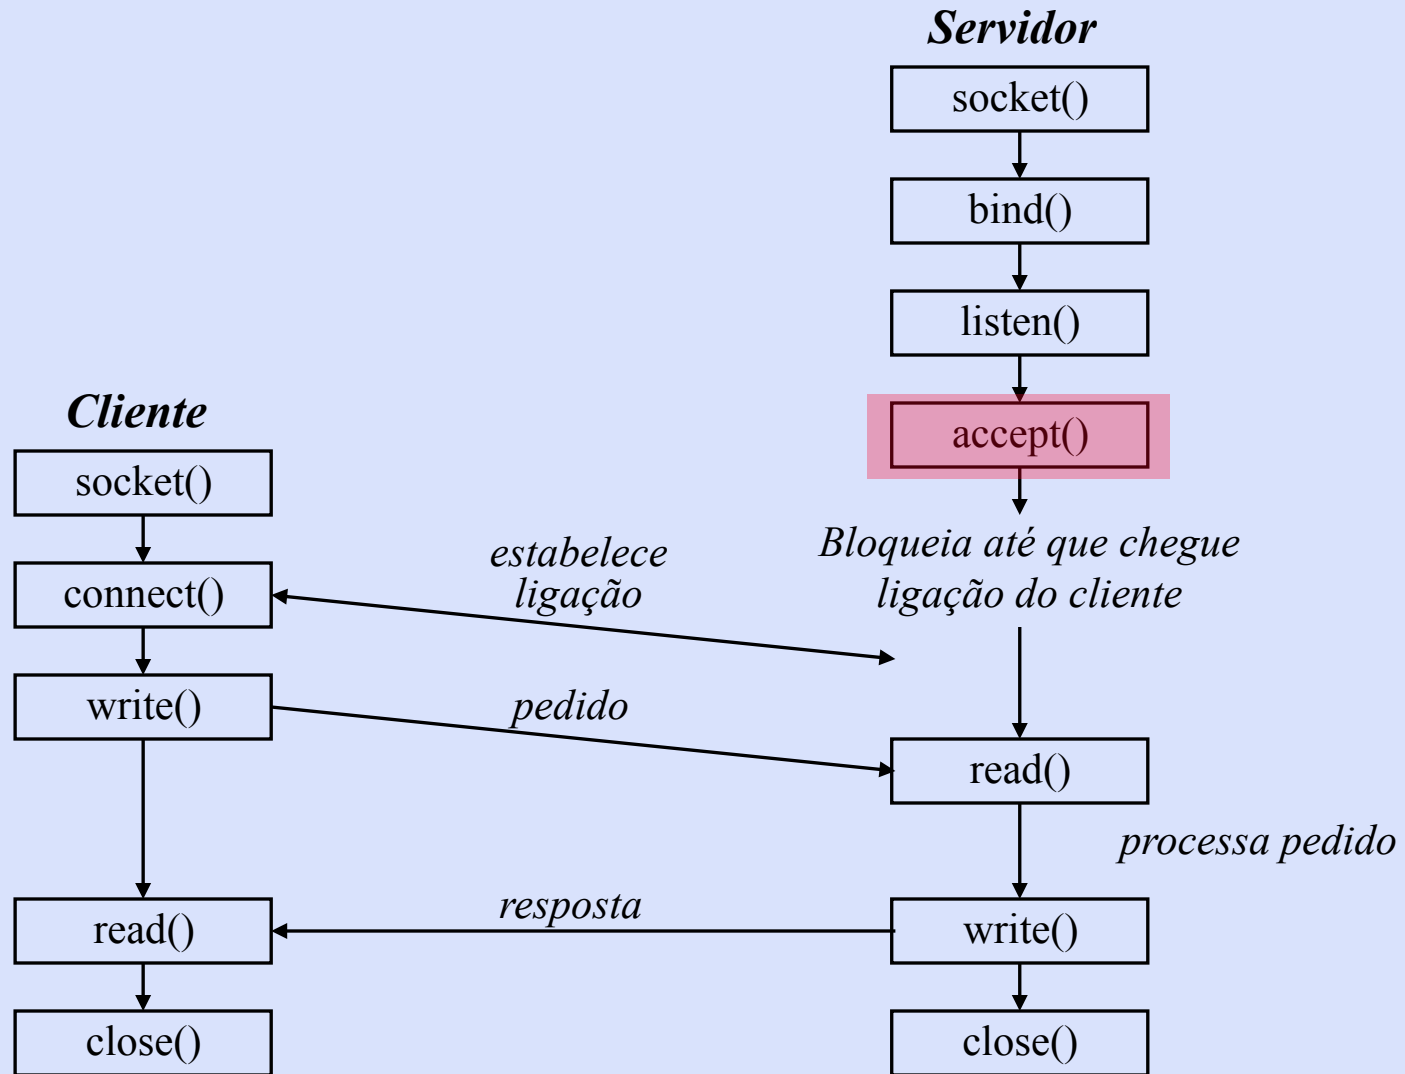 Servidor
socket()
bind()
listen()
accept()
Bloqueia até que chegue
ligação do cliente
read()
processa pedido
write()
close()
Cliente
socket()
connect()
write()
read()
close()
estabelece
ligação
pedido
resposta